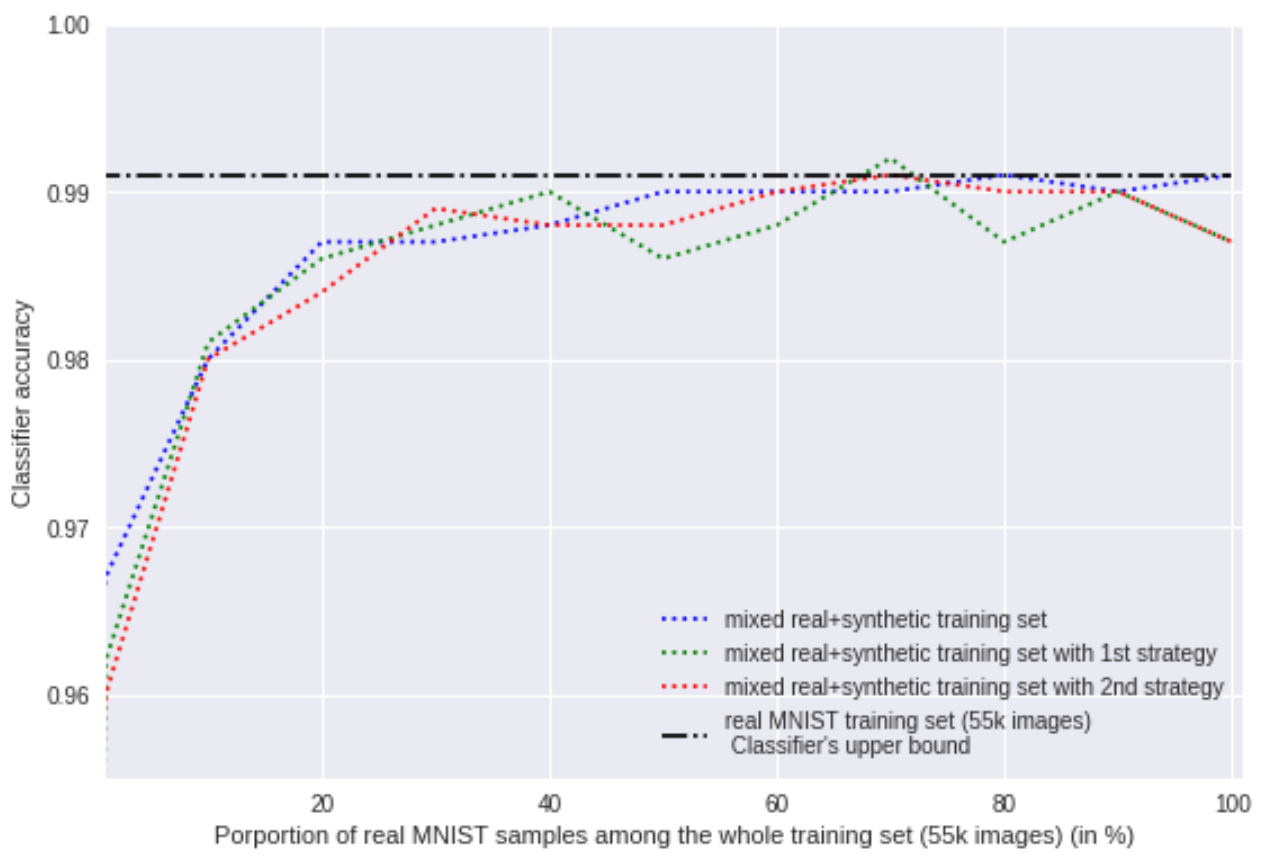 1.00
0.99
0.98
0.97
0.96
Classifier accuracy
mixed real+synthetic training set
mixed real+synthetic training set with 1st strategy
mixed real+synthetic training set with 2nd strategy
real MNIST training set (55k images)
Classifier's upper bound
20 40 60 80 100
Porportion of real MNIST samples among the whole training set (55k images) (in %)